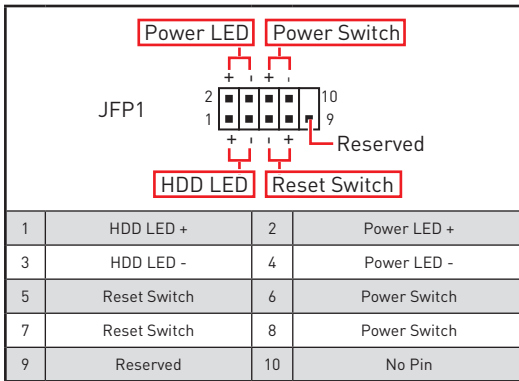 Power LED Power Switch
+ - + -
JFP1
2 10
1 9
+ - - +
Reserved
HDD LED Reset Switch
1 HDD LED + 2 Power LED +
3 HDD LED - 4 Power LED -
5 Reset Switch 6 Power Switch
7 Reset Switch 8 Power Switch
9 Reserved 10 No Pin